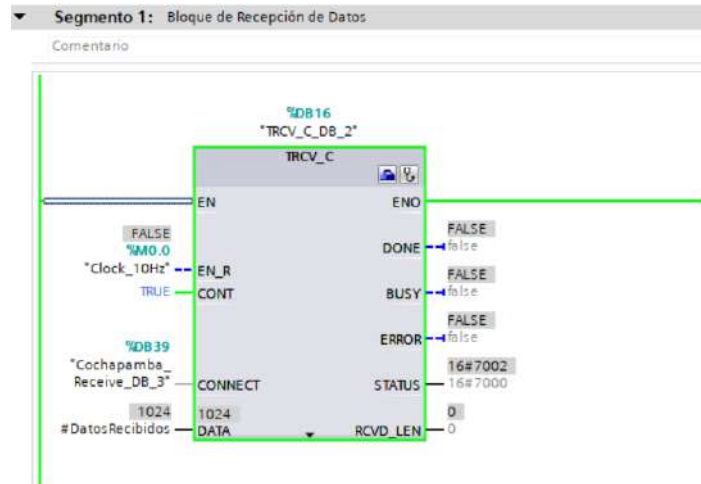 Segmento 1: Bloque de Recepción de Datos
Comentario
%DB16
"TRCV_C_DB_2"
TRCV_C
EN
ENO
FALSE
%M0.0
"Clock_10Hz"
EN_R
DONE
FALSE
false
TRUE
CONT
BUSY
FALSE
false
ERROR
FALSE
false
%DB39
"Cochapamba_
Receive_DB_3"
CONNECT
STATUS
16#7002
16#7000
1024
#DatosRecibidos
1024
DATA
RCVD_LEN
0
0